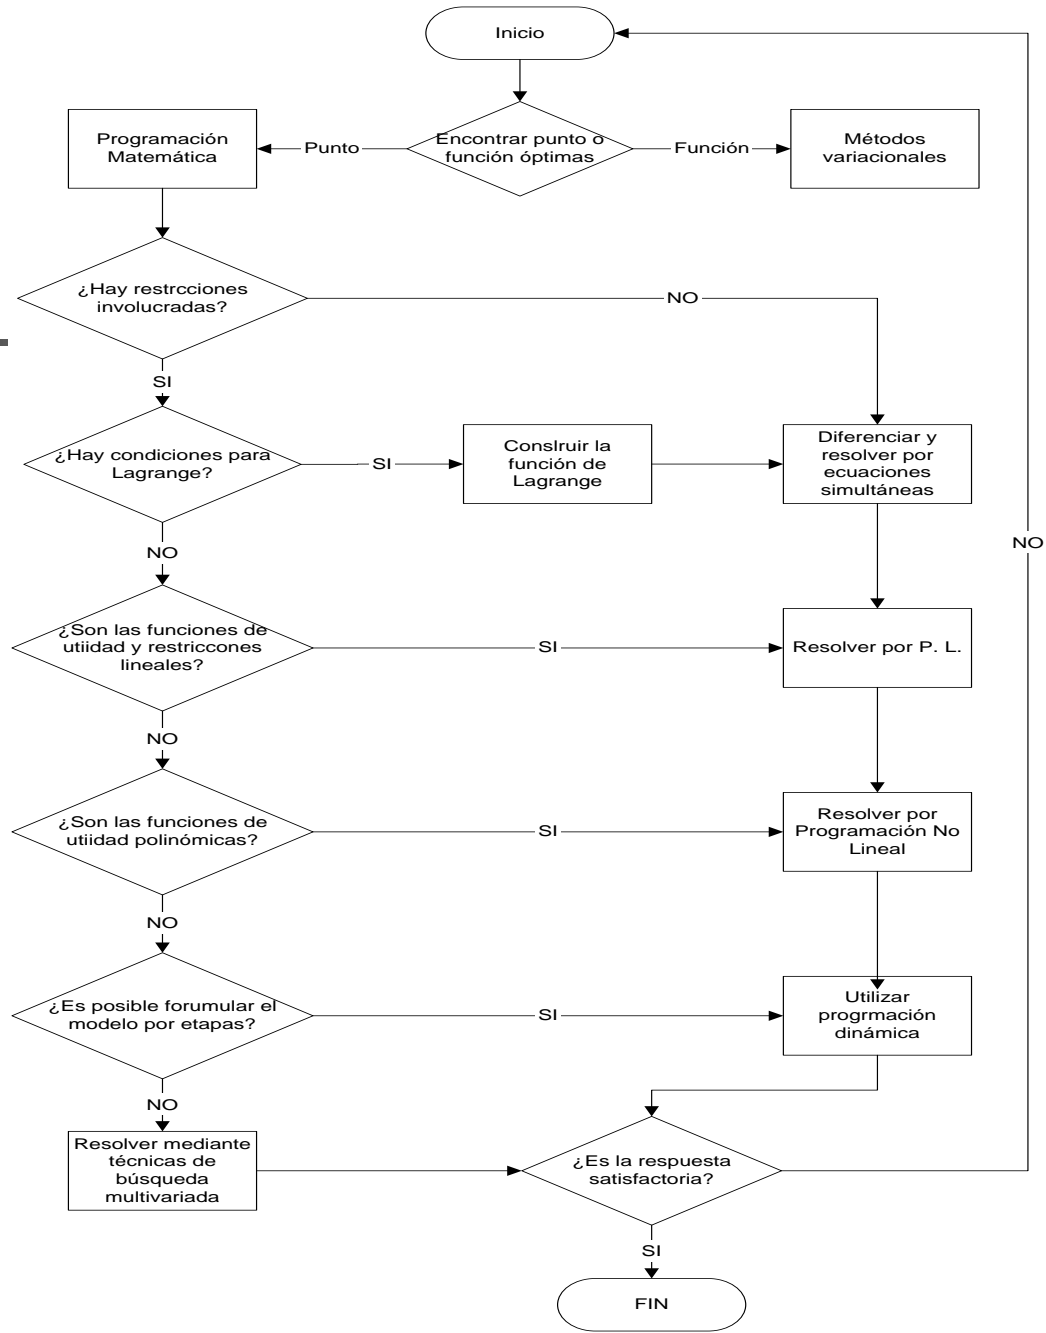 Inicio
Encontrar punto o
función óptimas
Punto
Función
Programación
Matemática
Métodos
variacionales
¿Hay restrcciones
involucradas?
NO
SI
¿Hay condiciones para
Lagrange?
SI
Conslruir la
función de
Lagrange
Diferenciar y
resolver por
ecuaciones
simultáneas
NO
NO
¿Son las funciones de
utiidad y restriccones
lineales?
SI
Resolver por P. L.
NO
¿Son las funciones de
utiidad polinómicas?
SI
Resolver por
Programación No
Lineal
NO
¿Es posible forumular el
modelo por etapas?
SI
Utilizar
progrmación
dinámica
NO
Resolver mediante
técnicas de
búsqueda
multivariada
¿Es la respuesta
satisfactoria?
SI
FIN